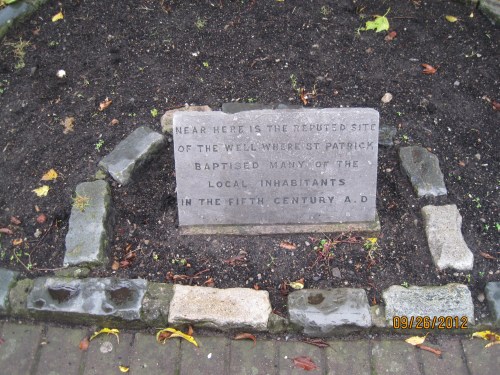 NEAR HERE IS THE REPUTED SITE
OF THE WELL WHERE ST PATRICK
BAPTISED MANY OF THE
LOCAL INHABITANTS
IN THE FIFTH CENTURY A.D
09/26/2012